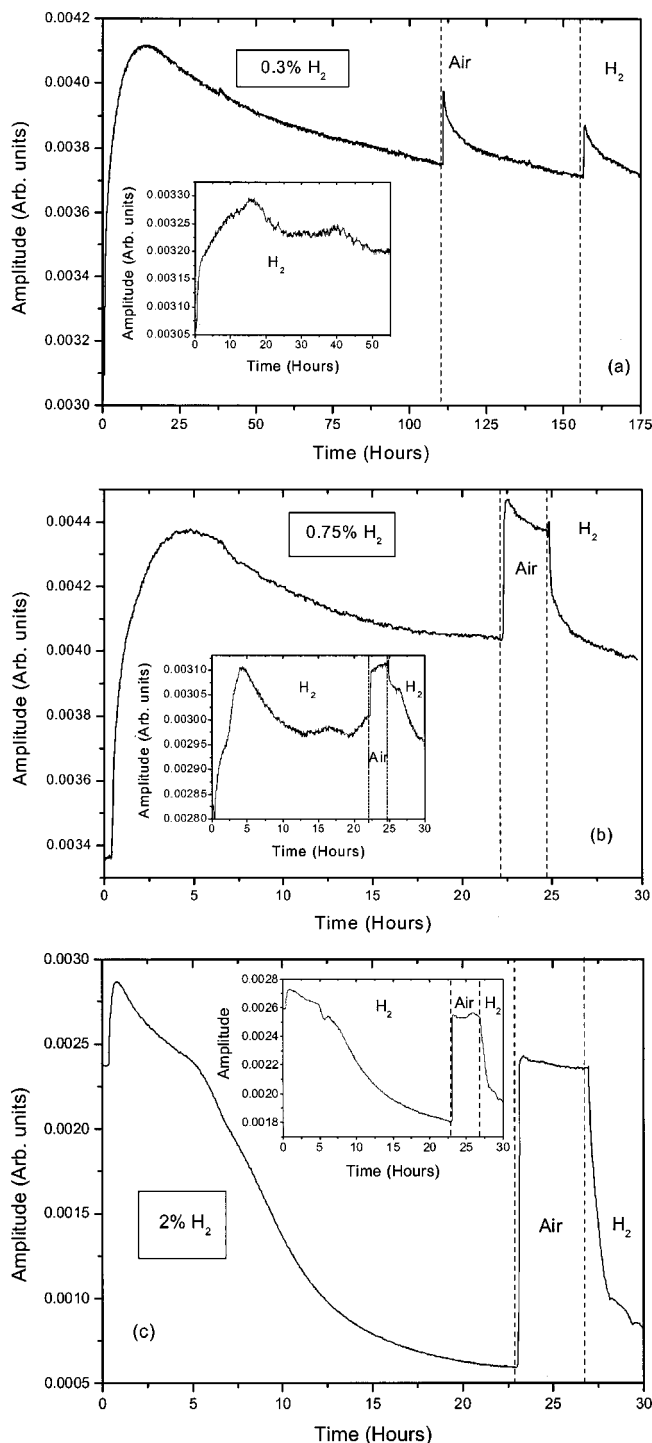 0.0042
0.0040
0.0038
0.0036
0.0034
0.0032
0.0030
Amplitude (Arb. units)
0.3% H₂
Air
H₂
0.00330
0.00325
0.00320
0.00315
0.00310
0.00305
Amplitude (Arb. units)
H₂
0 10 20 30 40 50
Time (Hours)
(a)
0 25 50 75 100 125 150 175
Time (Hours)
0.0044
0.0042
0.0040
0.0038
0.0036
0.0034
Amplitude (Arb. units)
0.75% H₂
Air
H₂
0.00310
0.00305
0.00300
0.00295
0.00290
0.00285
0.00280
Amplitude (Arb. units)
H₂
Air
H₂
0 5 10 15 20 25 30
Time (Hours)
(b)
0 5 10 15 20 25 30
Time (Hours)
0.0030
0.0025
0.0020
0.0015
0.0010
0.0005
Amplitude (Arb. units)
0.0028
0.0026
0.0024
0.0022
0.0020
0.0018
Amplitude
H₂
Air
H₂
0 5 10 15 20 25 30
Time (Hours)
2% H₂
Air
H₂
(c)
0 5 10 15 20 25 30
Time (Hours)